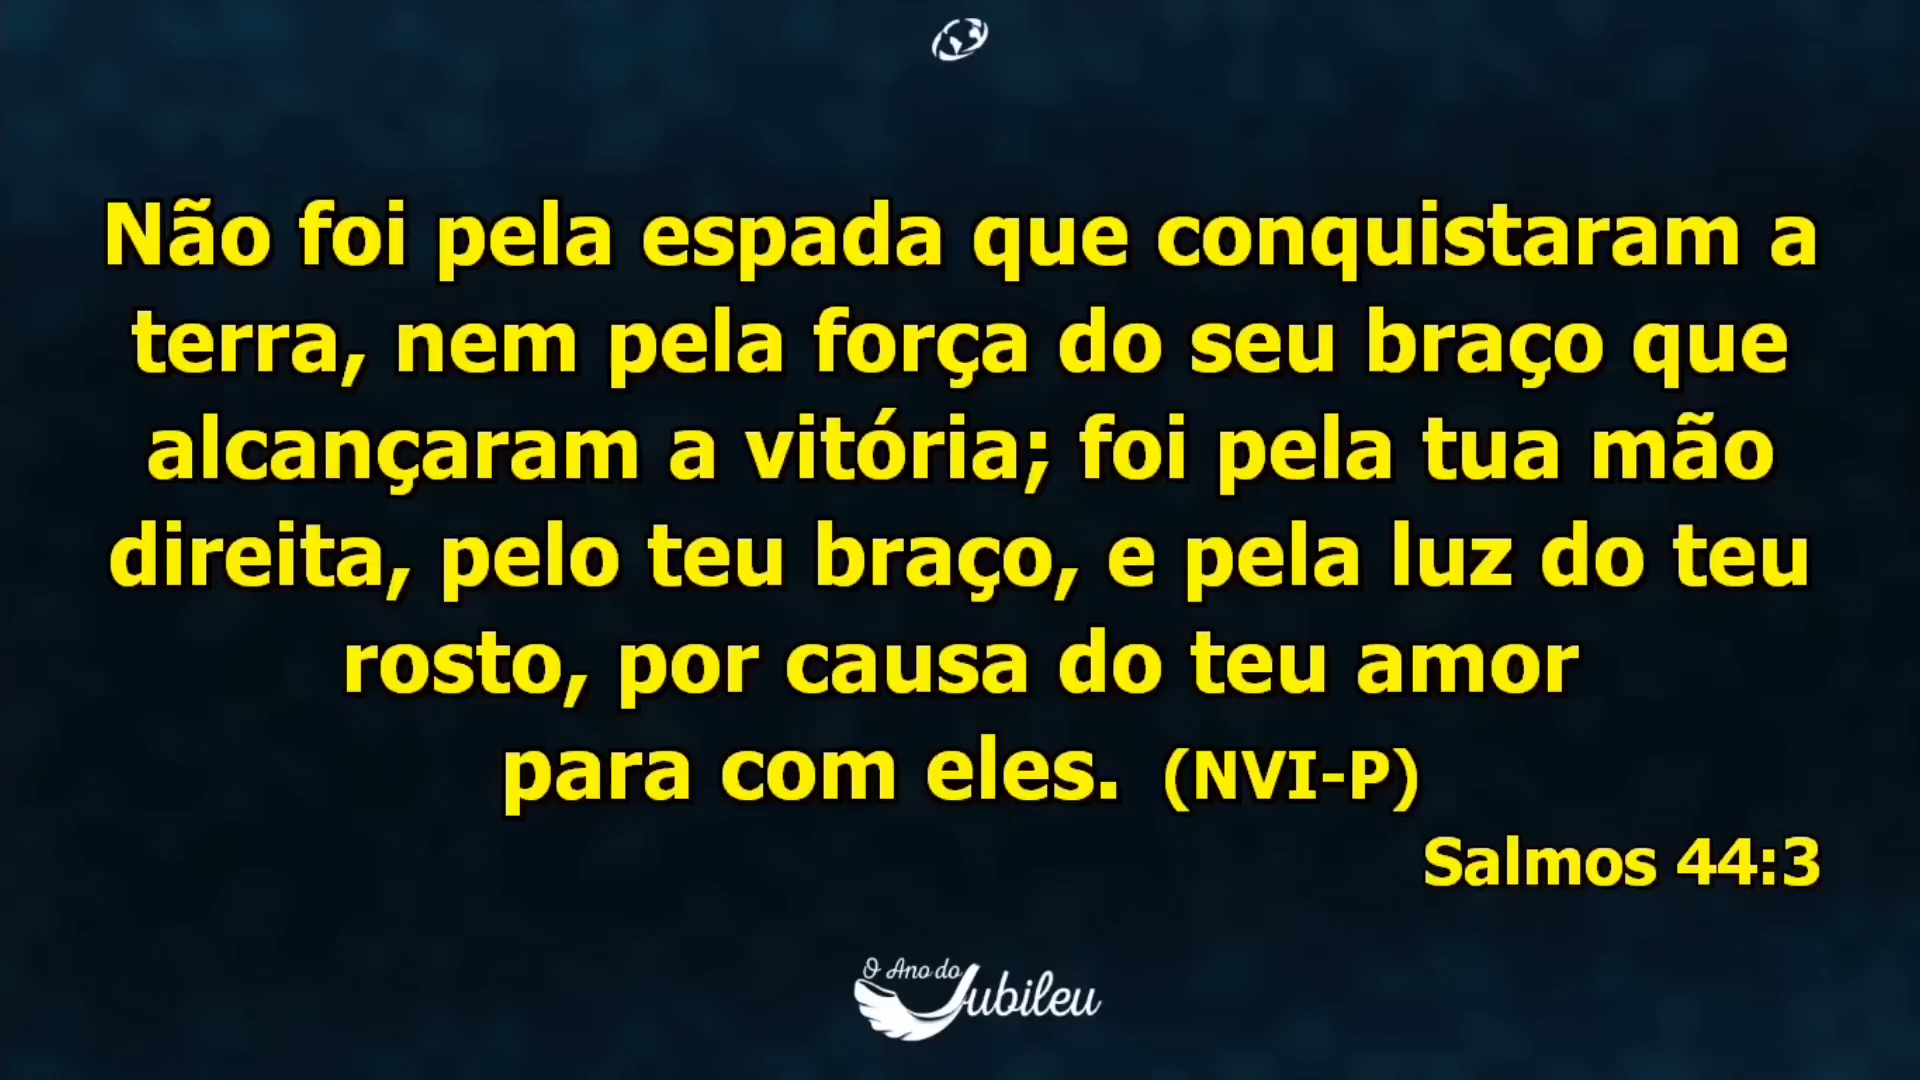 Não foi pela espada que conquistaram a
terra, nem pela força do seu braço que
alcançaram a vitória; foi pela tua mão
direita, pelo teu braço, e pela luz do teu
rosto, por causa do teu amor
para com eles. (NVI-P)
Salmos 44:3
O Ano do
Jubileu